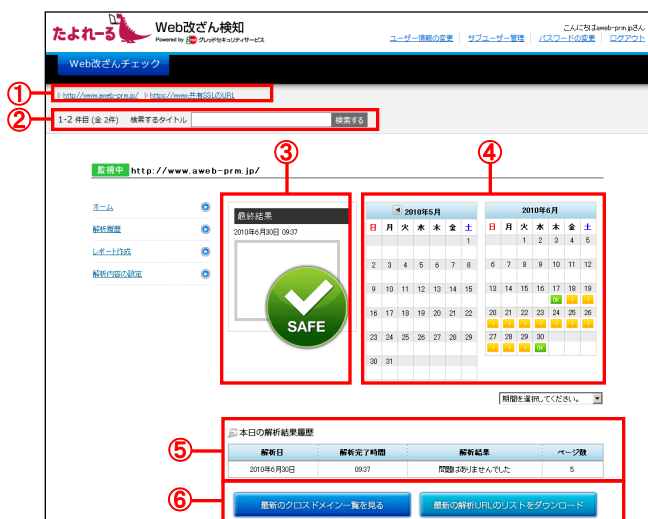 たよれーる
Web改ざん検知
Powered by グレッドセキュリティサービス
こんにちはaweb-prm.jpさん
ユーザー情報の変更 | サブユーザー管理 | パスワードの変更 | ログアウト
Web改ざんチェック
①
http://www.aweb-prm.jp/ https://www.共有SSLのURL
②
1-2 件目(全 2件) 検索するタイトル 検索する
③ ④
監視中 http://www.aweb-prm.jp/
ホーム
解析履歴
レポート作成
解析内容の設定
最終結果
2010年6月30日 09:37
SAFE
2010年5月
日 月 火 水 木 金 土
1
2 3 4 5 6 7 8
9 10 11 12 13 14 15
16 17 18 19 20 21 22
23 24 25 26 27 28 29
30 31
2010年6月
日 月 火 水 木 金 土
1 2 3 4 5
6 7 8 9 10 11 12
13 14 15 16 17 18 19
OK ! !
20 21 22 23 24 25 26
! ! ! ! ! ! !
27 28 29 30
! ! ! OK
期間を選択してください。
⑤
本日の解析結果履歴
解析日 解析完了時間 解析結果 ページ数
2010年6月30日 09:37 問題はありませんでした 5
⑥
最新のクロスドメイン一覧を見る 最新の解析URLのリストをダウンロード